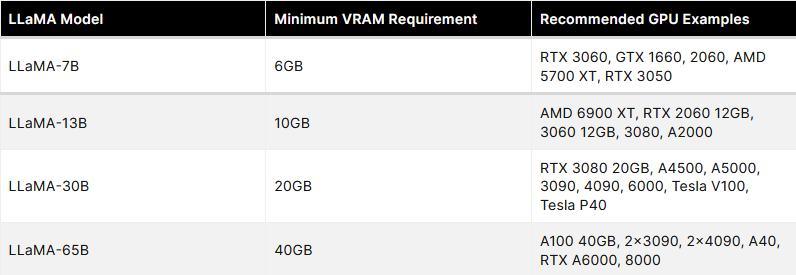 LLaMA Model Minimum VRAM Requirement Recommended GPU Examples
LLaMA-7B 6GB RTX 3060, GTX 1660, 2060, AMD
5700 XT, RTX 3050
LLaMA-13B 10GB AMD 6900 XT, RTX 2060 12GB,
3060 12GB, 3080, A2000
LLaMA-30B 20GB RTX 3080 20GB, A4500, A5000,
3090, 4090, 6000, Tesla V100,
Tesla P40
LLaMA-65B 40GB A100 40GB, 2×3090, 2×4090, A40,
RTX A6000, 8000